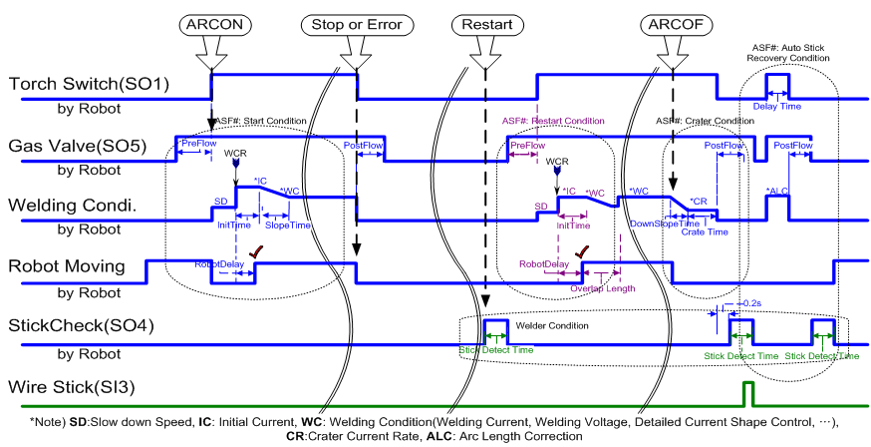 ARCON
Stop or Error
Restart
ARCOF
ASF#: Auto Stick
Recovery Condition
Torch Switch(SO1)
by Robot
Delay Time
ASF#: Start Condition
ASF#: Restart Condition
ASF#: Crater Condition
Gas Valve(SO5)
PreFlow
PostFlow
PreFlow
PostFlow
PostFlow
WCR
WCR
Welding Condi.
by Robot
SD
*IC
*WC
InitTime
SlopeTime
SD
*IC
*WC
*WC
InitTime
*CR
DownSlopeTime
Crate Time
*ALC
Robot Moving
by Robot
RobotDelay
RobotDelay
Overlap Length
0.2s
StickCheck(SO4)
by Robot
Welder Condition
Stick Detect Time
Stick Detect Time
Stick Detect Time
Wire Stick(SI3)
*Note) SD:Slow down Speed, IC: Initial Current, WC: Welding Condition(Welding Current, Welding Voltage, Detailed Current Shape Control, …),
CR:Crater Current Rate, ALC: Arc Length Correction